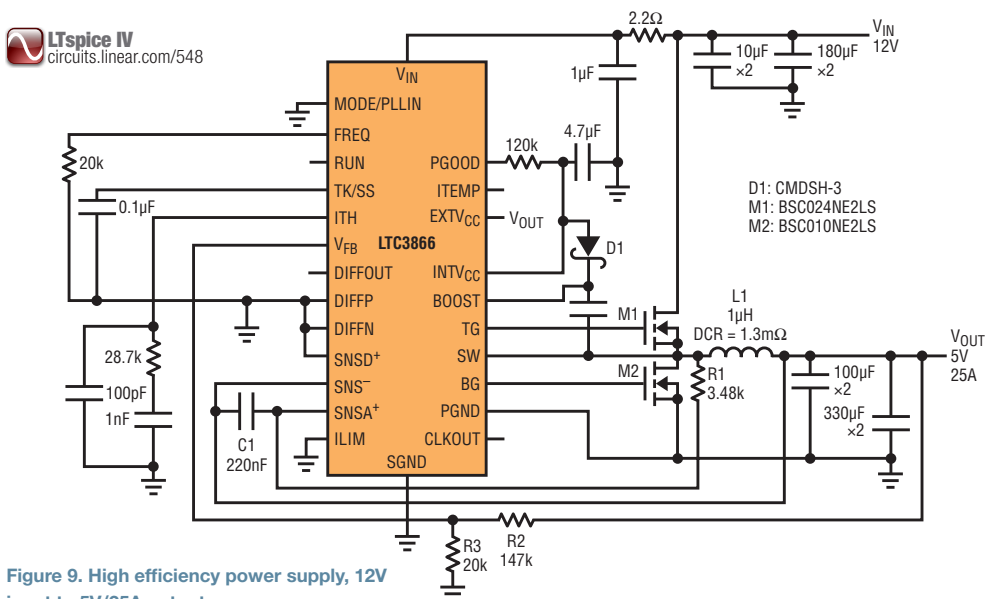 LTspice IV
circuits.linear.com/548
2.2Ω
VIN
12V
10µF
×2
180µF
×2
1µF
VIN
MODE/PLLIN
FREQ
RUN
TK/SS
ITH
VFB
DIFFOUT
DIFFP
DIFFN
SNSD+
SNS–
SNSA+
ILIM
SGND
LTC3866
PGOOD
ITEMP
EXTVCC
INTVCC
BOOST
TG
SW
BG
PGND
CLKOUT
20k
0.1µF
28.7k
100pF
1nF
C1
220nF
120k
4.7µF
VOUT
D1
D1: CMDSH-3
M1: BSC024NE2LS
M2: BSC010NE2LS
M1
M2
L1
1µH
DCR = 1.3mΩ
R1
3.48k
VOUT
5V
25A
100µF
×2
330µF
×2
R3
20k
R2
147k
Figure 9. High efficiency power supply, 12V